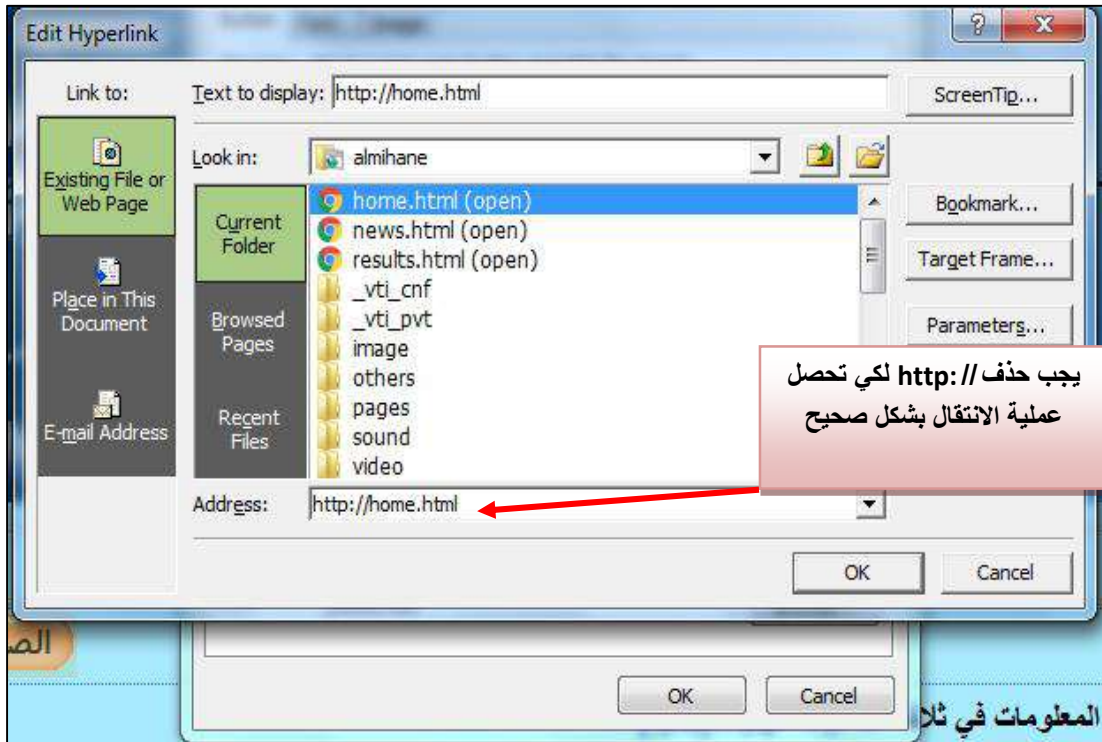 Edit Hyperlink
Link to:
Text to display: http://home.html
ScreenTip...
Existing File or
Web Page
Place in This
Document
E-mail Address
Look in:
almihane
Current
Folder
Browsed
Pages
Recent
Files
home.html (open)
news.html (open)
results.html (open)
_vti_cnf
_vti_pvt
image
others
pages
sound
video
Bookmark...
Target Frame...
Parameters...
يجب حذف //:http لكي تحصل
عملية الانتقال بشكل صحيح
Address: http://home.html
OK
Cancel
OK
Cancel
المعلومات في